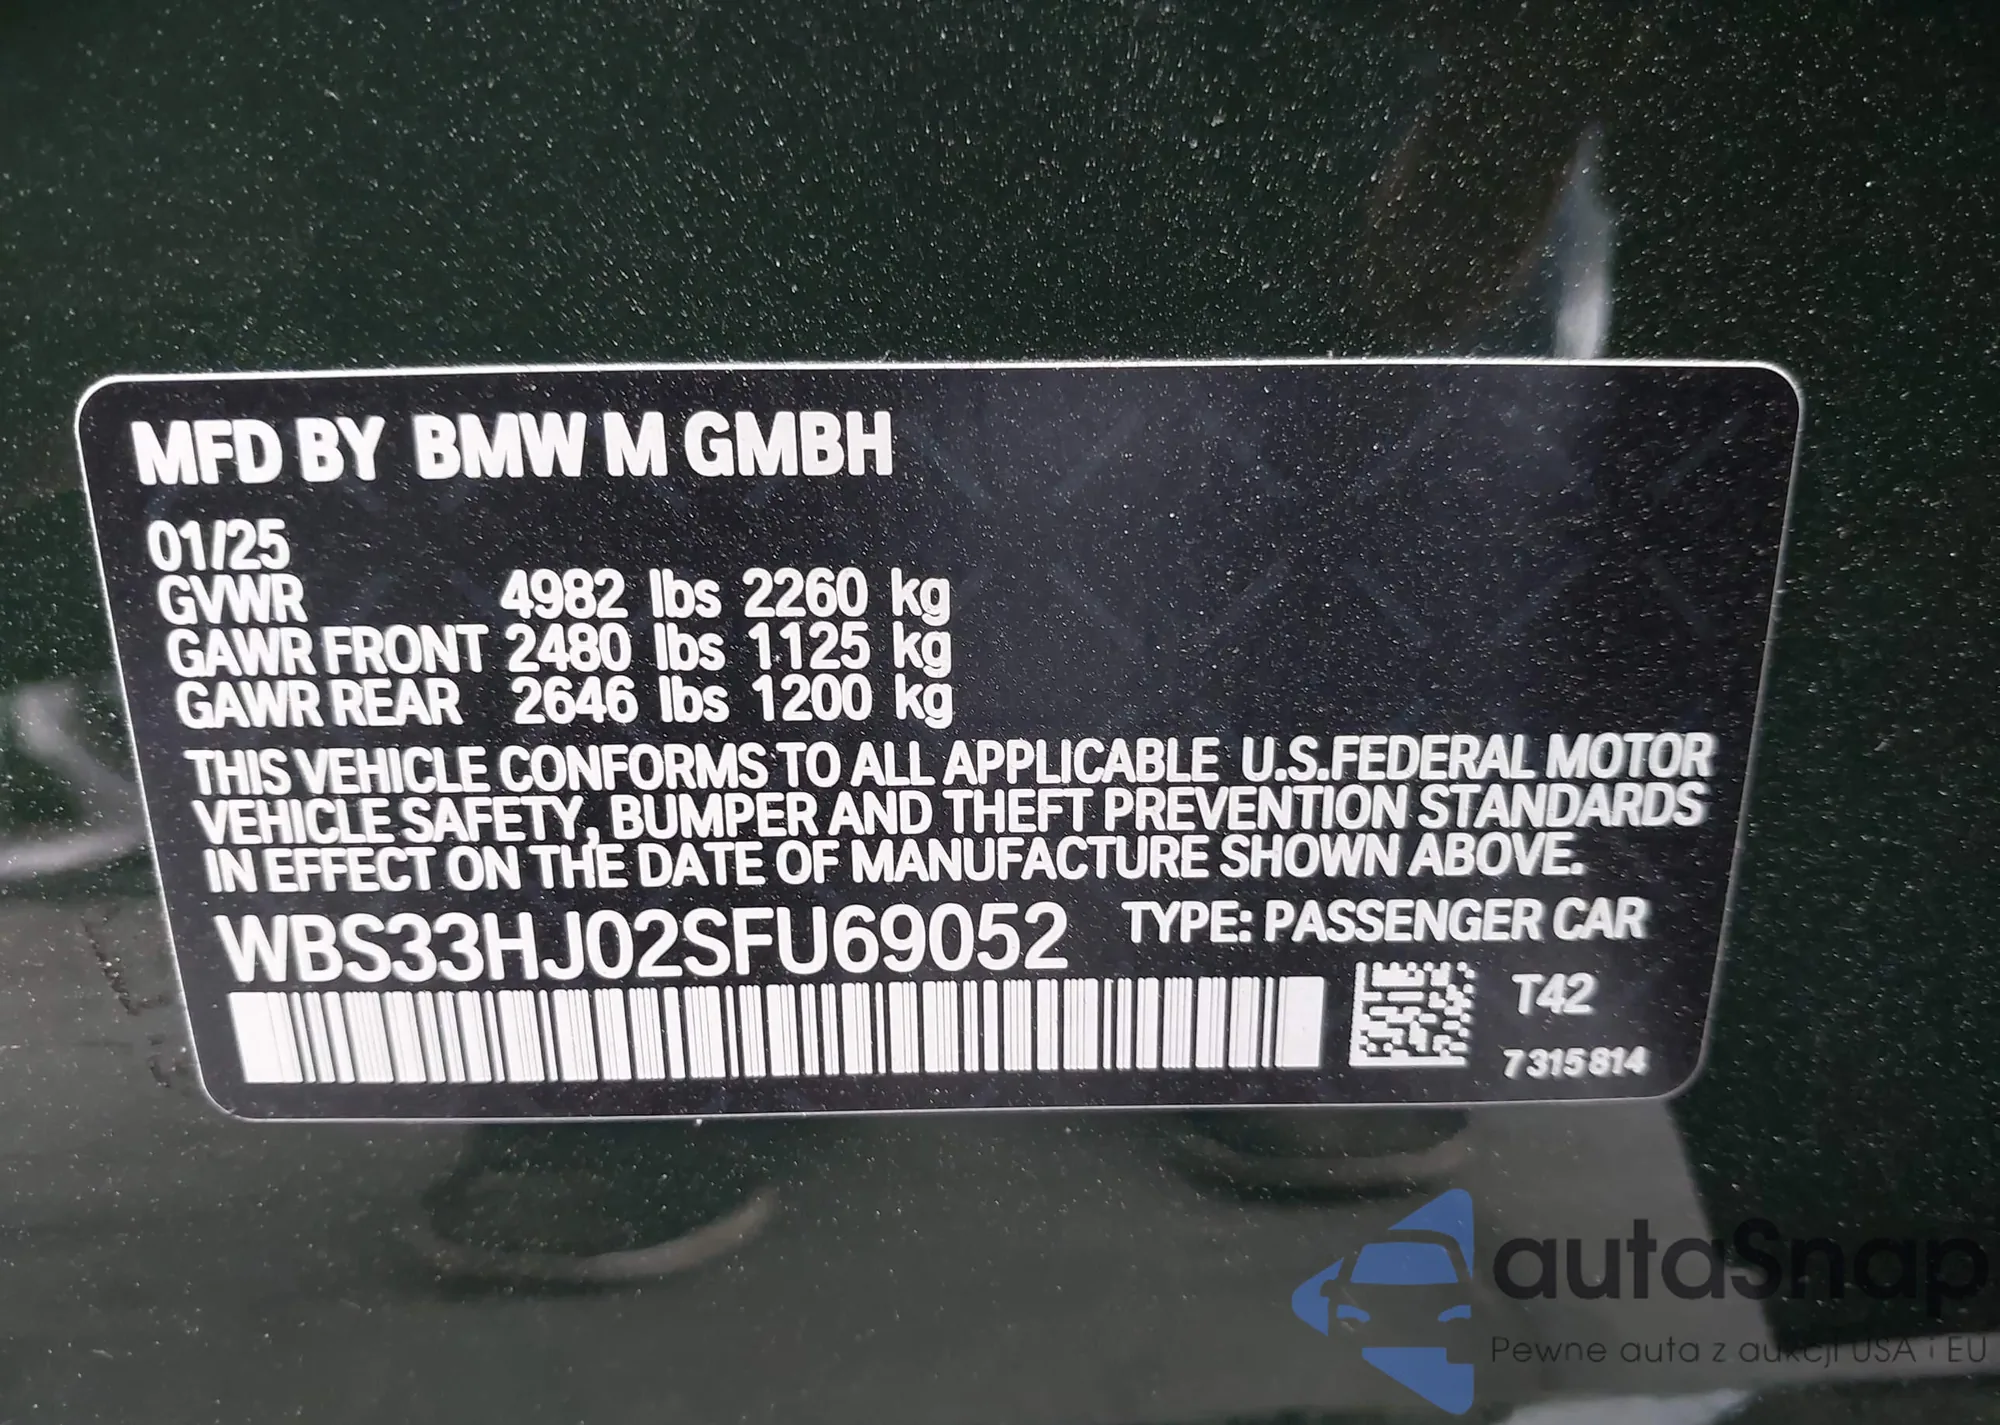 MFD BY BMW M GMBH
01/25
GVWR 4982 lbs 2260 kg
GAWR FRONT 2480 lbs 1125 kg
GAWR REAR 2646 lbs 1200 kg
THIS VEHICLE CONFORMS TO ALL APPLICABLE U.S.FEDERAL MOTOR
VEHICLE SAFETY, BUMPER AND THEFT PREVENTION STANDARDS
IN EFFECT ON THE DATE OF MANUFACTURE SHOWN ABOVE.
WBS33HJ02SFU69052 TYPE: PASSENGER CAR
T42
7315814
autaSnap
Pewne auta z aukcji USA i EU